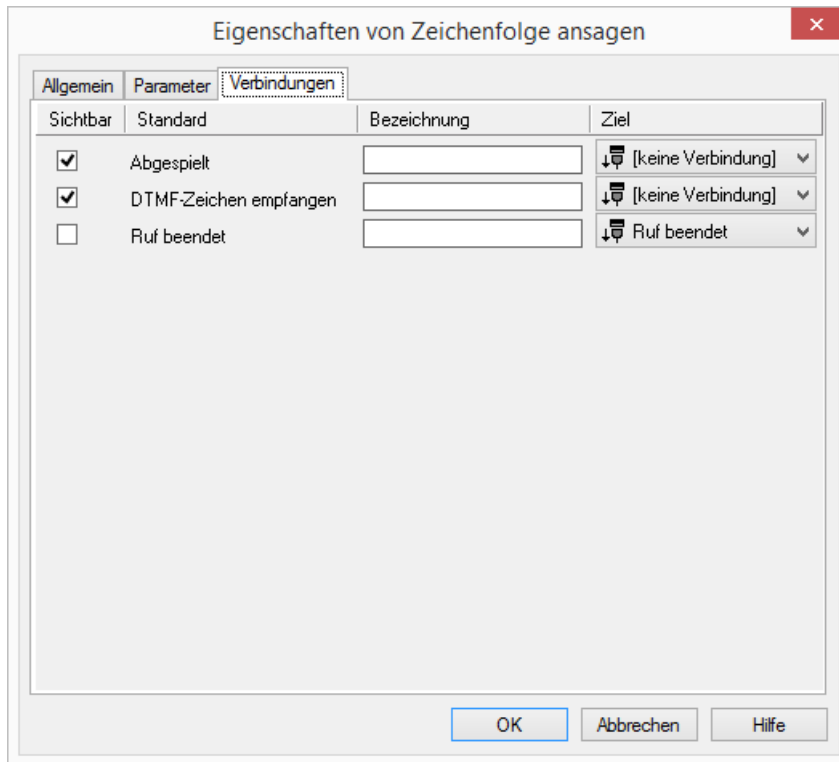 Eigenschaften von Zeichenfolge ansagen
Allgemein Parameter Verbindungen
Sichtbar Standard Bezeichnung Ziel
Abgespielt [keine Verbindung]
DTMF-Zeichen empfangen [keine Verbindung]
Ruf beendet Ruf beendet
OK Abbrechen Hilfe